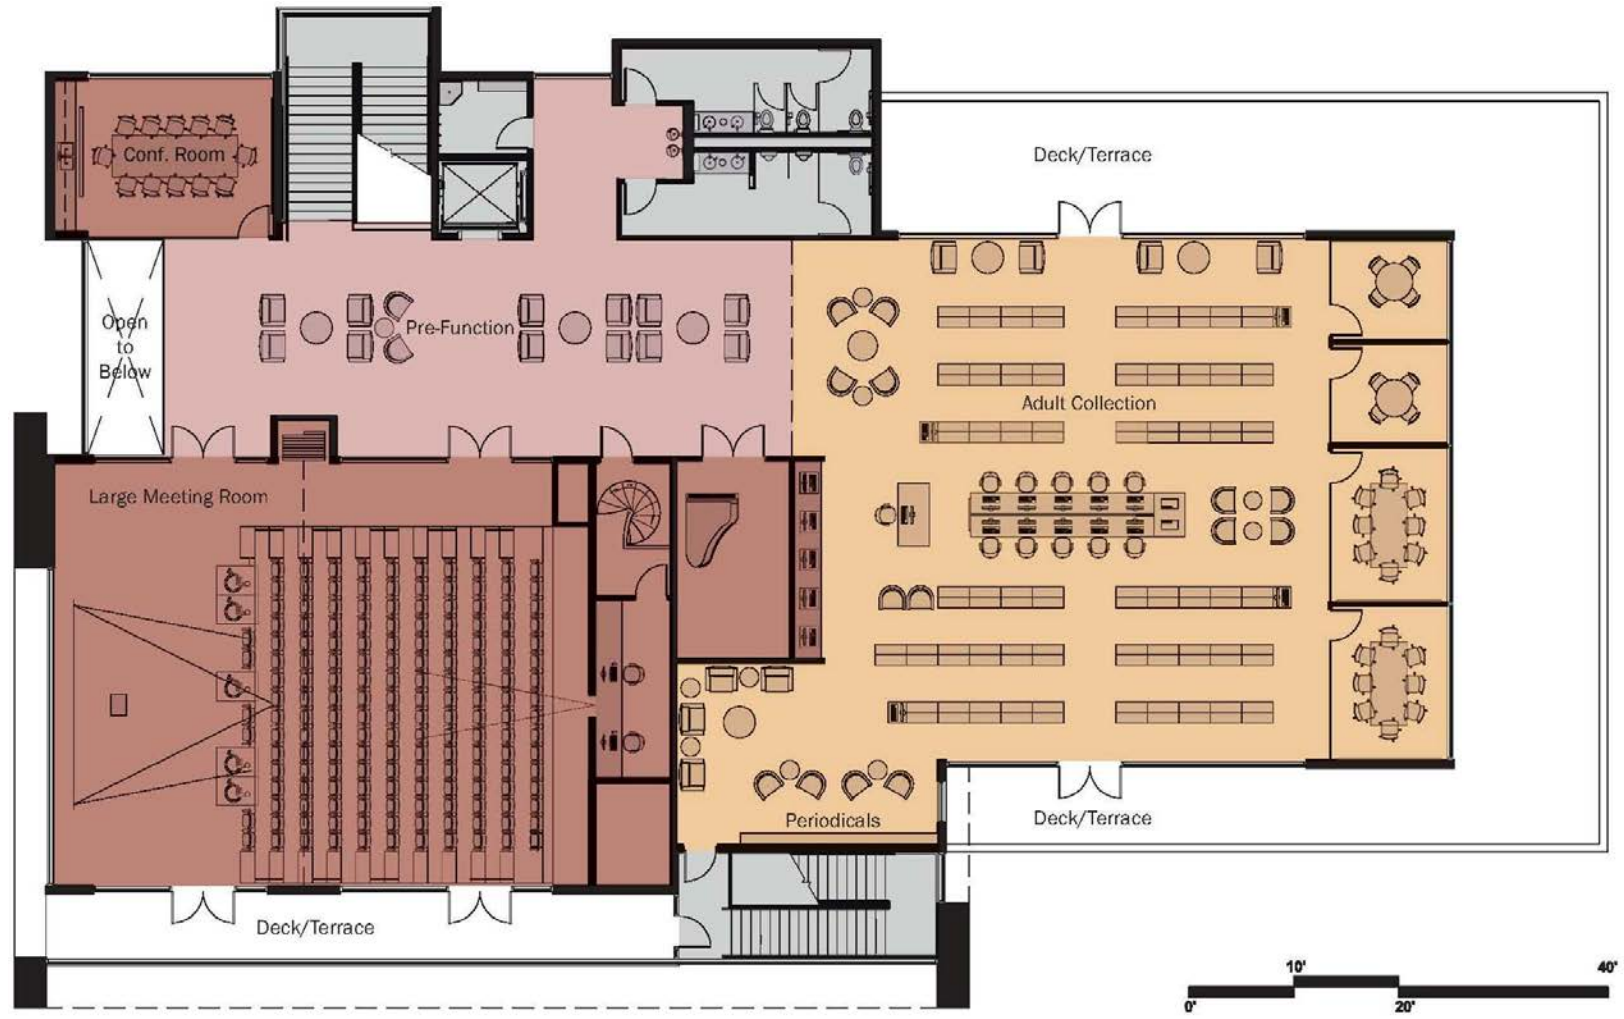 Deck/Terrace
Conf. Room
Open
to
Below
Pre-Function
Adult Collection
Large Meeting Room
Periodicals
Deck/Terrace
Deck/Terrace
10'
40'
0'
20'